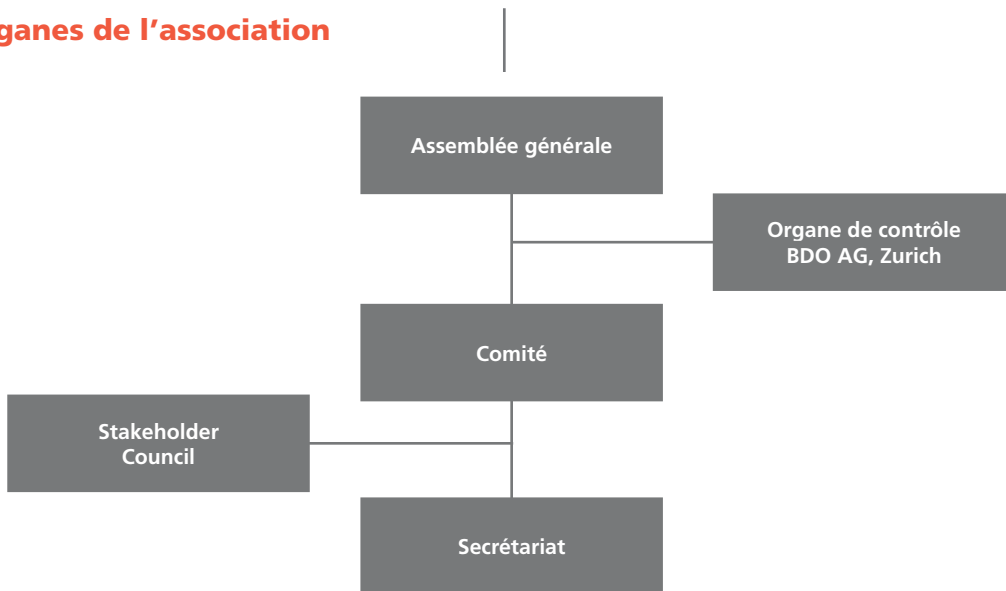 ganes de l’association
Assemblée générale
Organe de contrôle
BDO AG, Zurich
Comité
Stakeholder
Council
Secrétariat